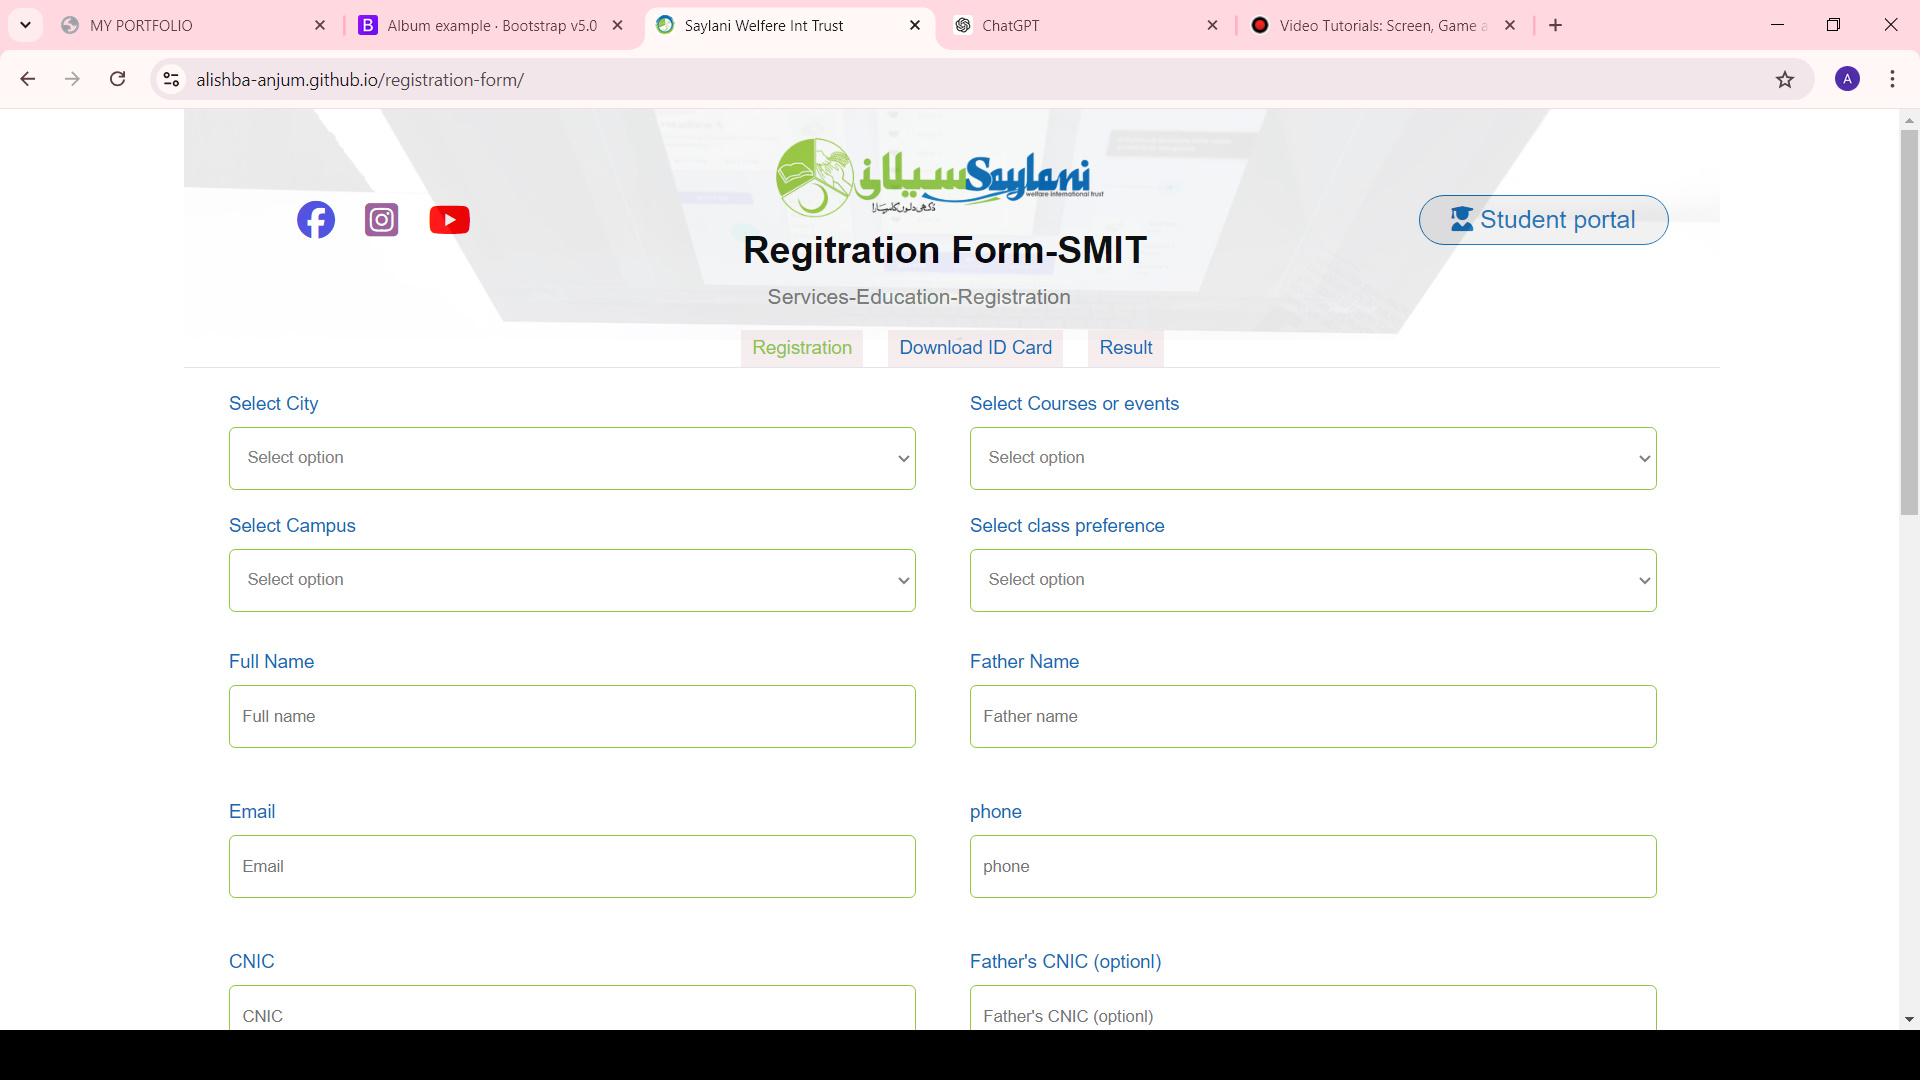 MY PORTFOLIO
Album example · Bootstrap v5.0
Saylani Welfere Int Trust
ChatGPT
Video Tutorials: Screen, Game a
alishba-anjum.github.io/registration-form/
A
سیلانی Saylani
welfare international trust
Regitration Form-SMIT
Services-Education-Registration
Student portal
Registration
Download ID Card
Result
Select City
Select Courses or events
Select option
Select option
Select Campus
Select class preference
Select option
Select option
Full Name
Father Name
Full name
Father name
Email
phone
Email
phone
CNIC
Father's CNIC (optionl)
CNIC
Father's CNIC (optionl)